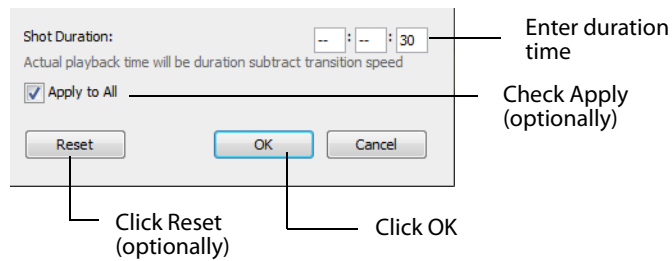 Shot Duration: -- : -- : 30
Actual playback time will be duration subtract transition speed
Apply to All
Reset OK Cancel
Enter duration
time
Check Apply
(optionally)
Click Reset
(optionally)
Click OK